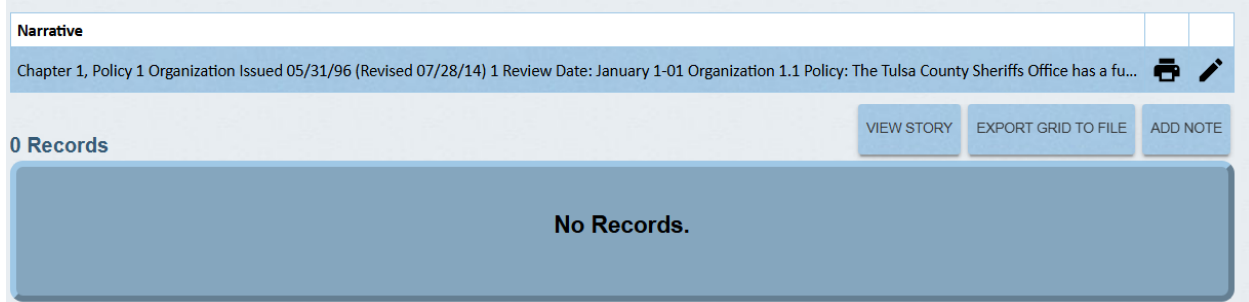 Narrative
Chapter 1, Policy 1 Organization Issued 05/31/96 (Revised 07/28/14) 1 Review Date: January 1-01 Organization 1.1 Policy: The Tulsa County Sheriffs Office has a fu...
VIEW STORY EXPORT GRID TO FILE ADD NOTE
0 Records
No Records.